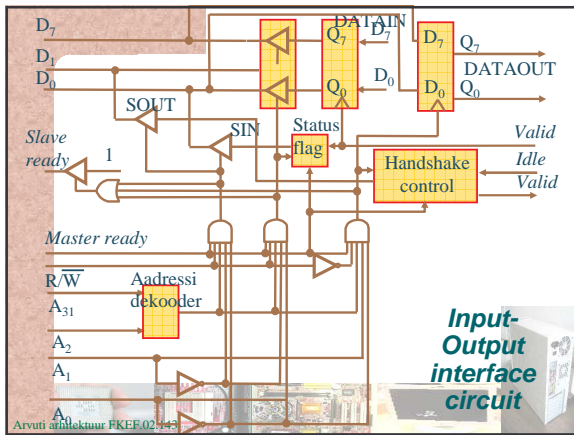 DATAIN
D7
D1
D0
Q7
D7
Q0
D0
D7
D0
Q7
DATAOUT
Q0
SOUT
SIN
Status
flag
Slave
ready
1
Handshake
control
Valid
Idle
Valid
Master ready
R/W̅
Aadressi
dekooder
A31
A2
A1
A0
Input-
Output
interface
circuit
Arvuti arhitektuur FKEF.02.143